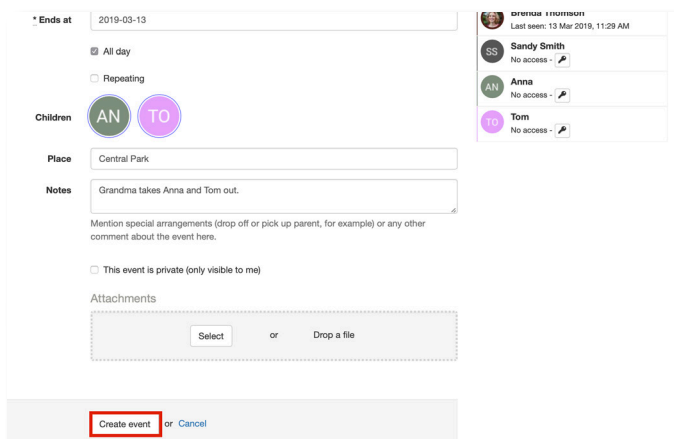 * Ends at
2019-03-13
All day
Repeating
Children
AN
TO
Place
Central Park
Notes
Grandma takes Anna and Tom out.
Mention special arrangements (drop off or pick up parent, for example) or any other
comment about the event here.
This event is private (only visible to me)
Attachments
Select or Drop a file
Create event or Cancel
Brenda Thomson
Last seen: 13 Mar 2019, 11:29 AM
SS
Sandy Smith
No access -
AN
Anna
No access -
TO
Tom
No access -